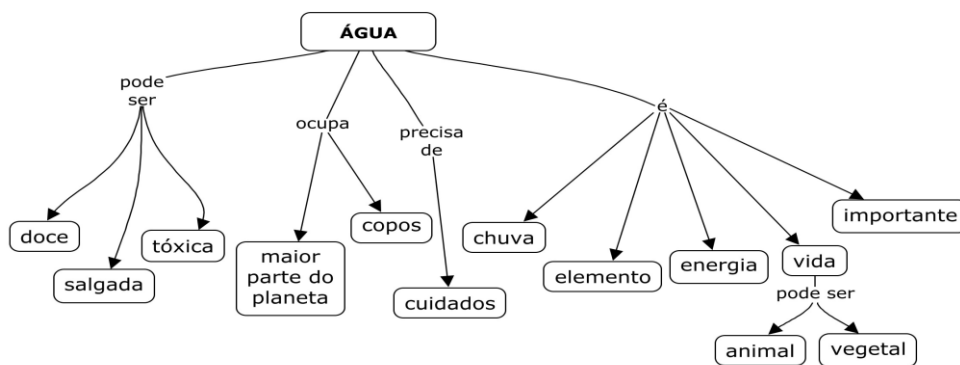 ÁGUA
pode
ser
ocupa
precisa
de
é
doce
salgada
tóxica
maior
parte do
planeta
copos
cuidados
chuva
elemento
energia
vida
importante
pode ser
animal
vegetal